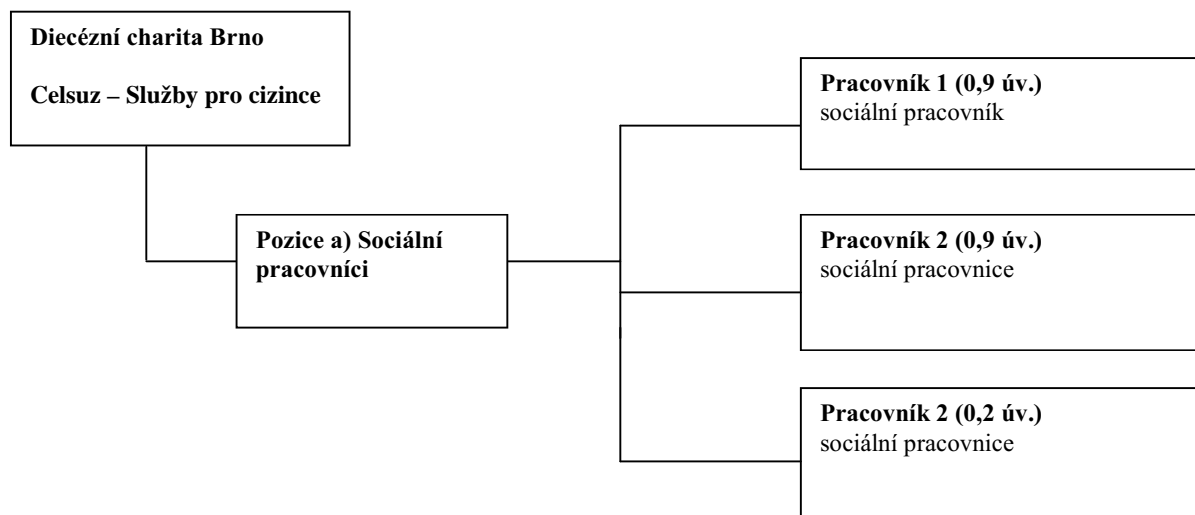 Diecézní charita Brno
Celsuz – Služby pro cizince
Pozice a) Sociální
pracovníci
Pracovník 1 (0,9 úv.)
sociální pracovník
Pracovník 2 (0,9 úv.)
sociální pracovnice
Pracovník 2 (0,2 úv.)
sociální pracovnice